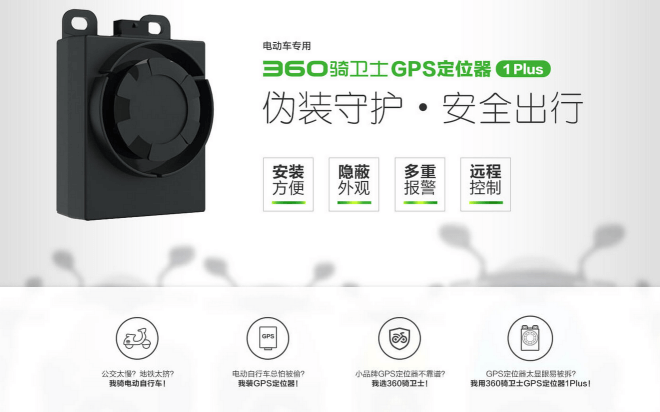 电动车专用
360骑卫士GPS定位器 1Plus
伪装守护·安全出行
安装 隐蔽 多重 远程
方便 外观 报警 控制
GPS
公交太慢?地铁太挤? 电动自行车总怕被偷? 小品牌GPS定位器不靠谱? GPS定位器太显眼易被拆?
我骑电动自行车! 我装GPS定位器! 我选360骑卫士! 我用360骑卫士GPS定位器1Plus!